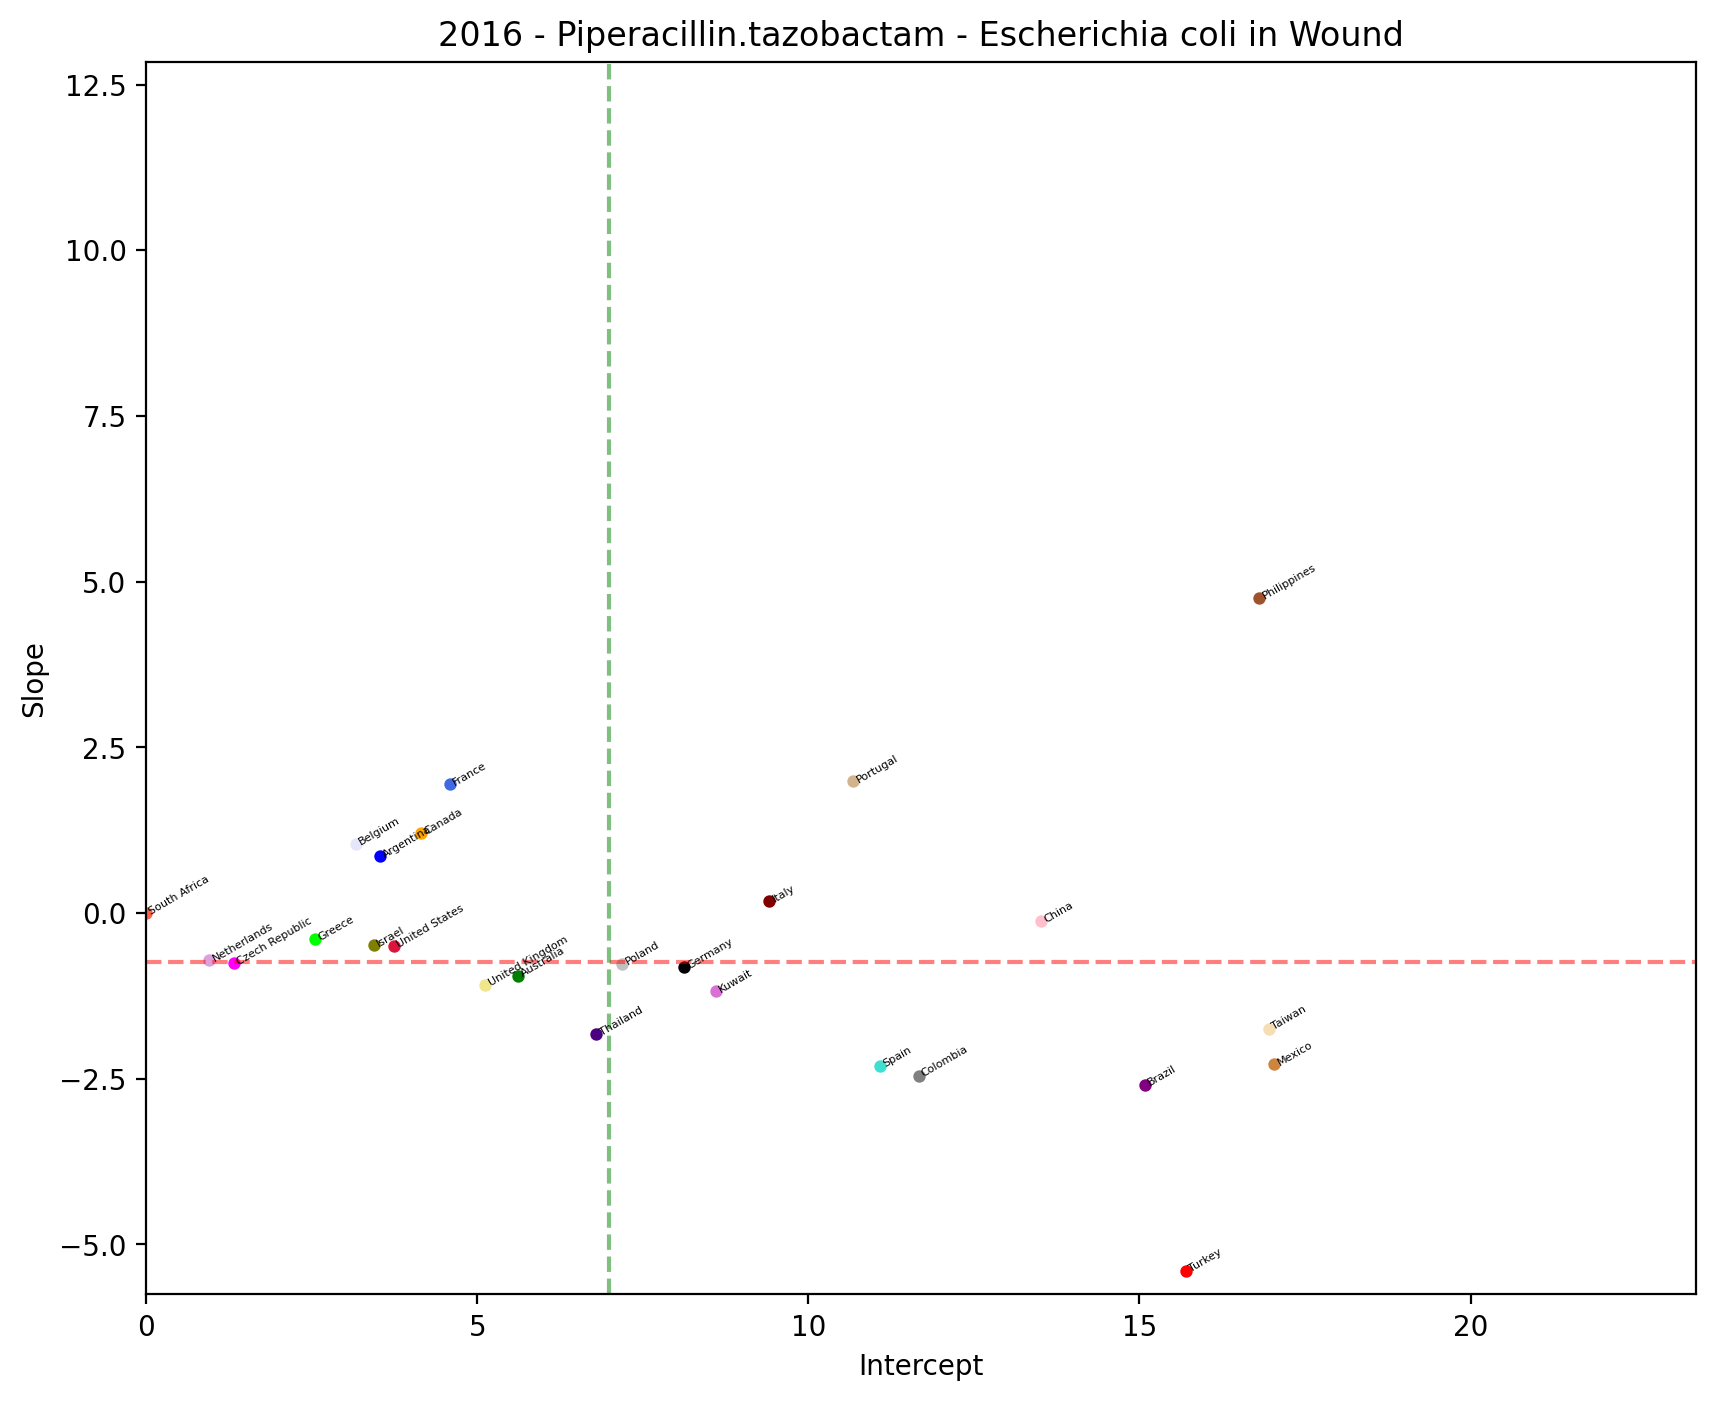 2016 - Piperacillin.tazobactam - Escherichia coli in Wound
12.5
10.0
7.5
5.0
2.5
0.0
−2.5
−5.0
Slope
Philippines
France
Portugal
Belgium
Argentina
Canada
South Africa
Italy
China
Netherlands
Czech Republic
Greece
Israel
United States
United Kingdom
Australia
Poland
Germany
Kuwait
Thailand
Taiwan
Spain
Colombia
Mexico
Brazil
Turkey
0 5 10 15 20
Intercept